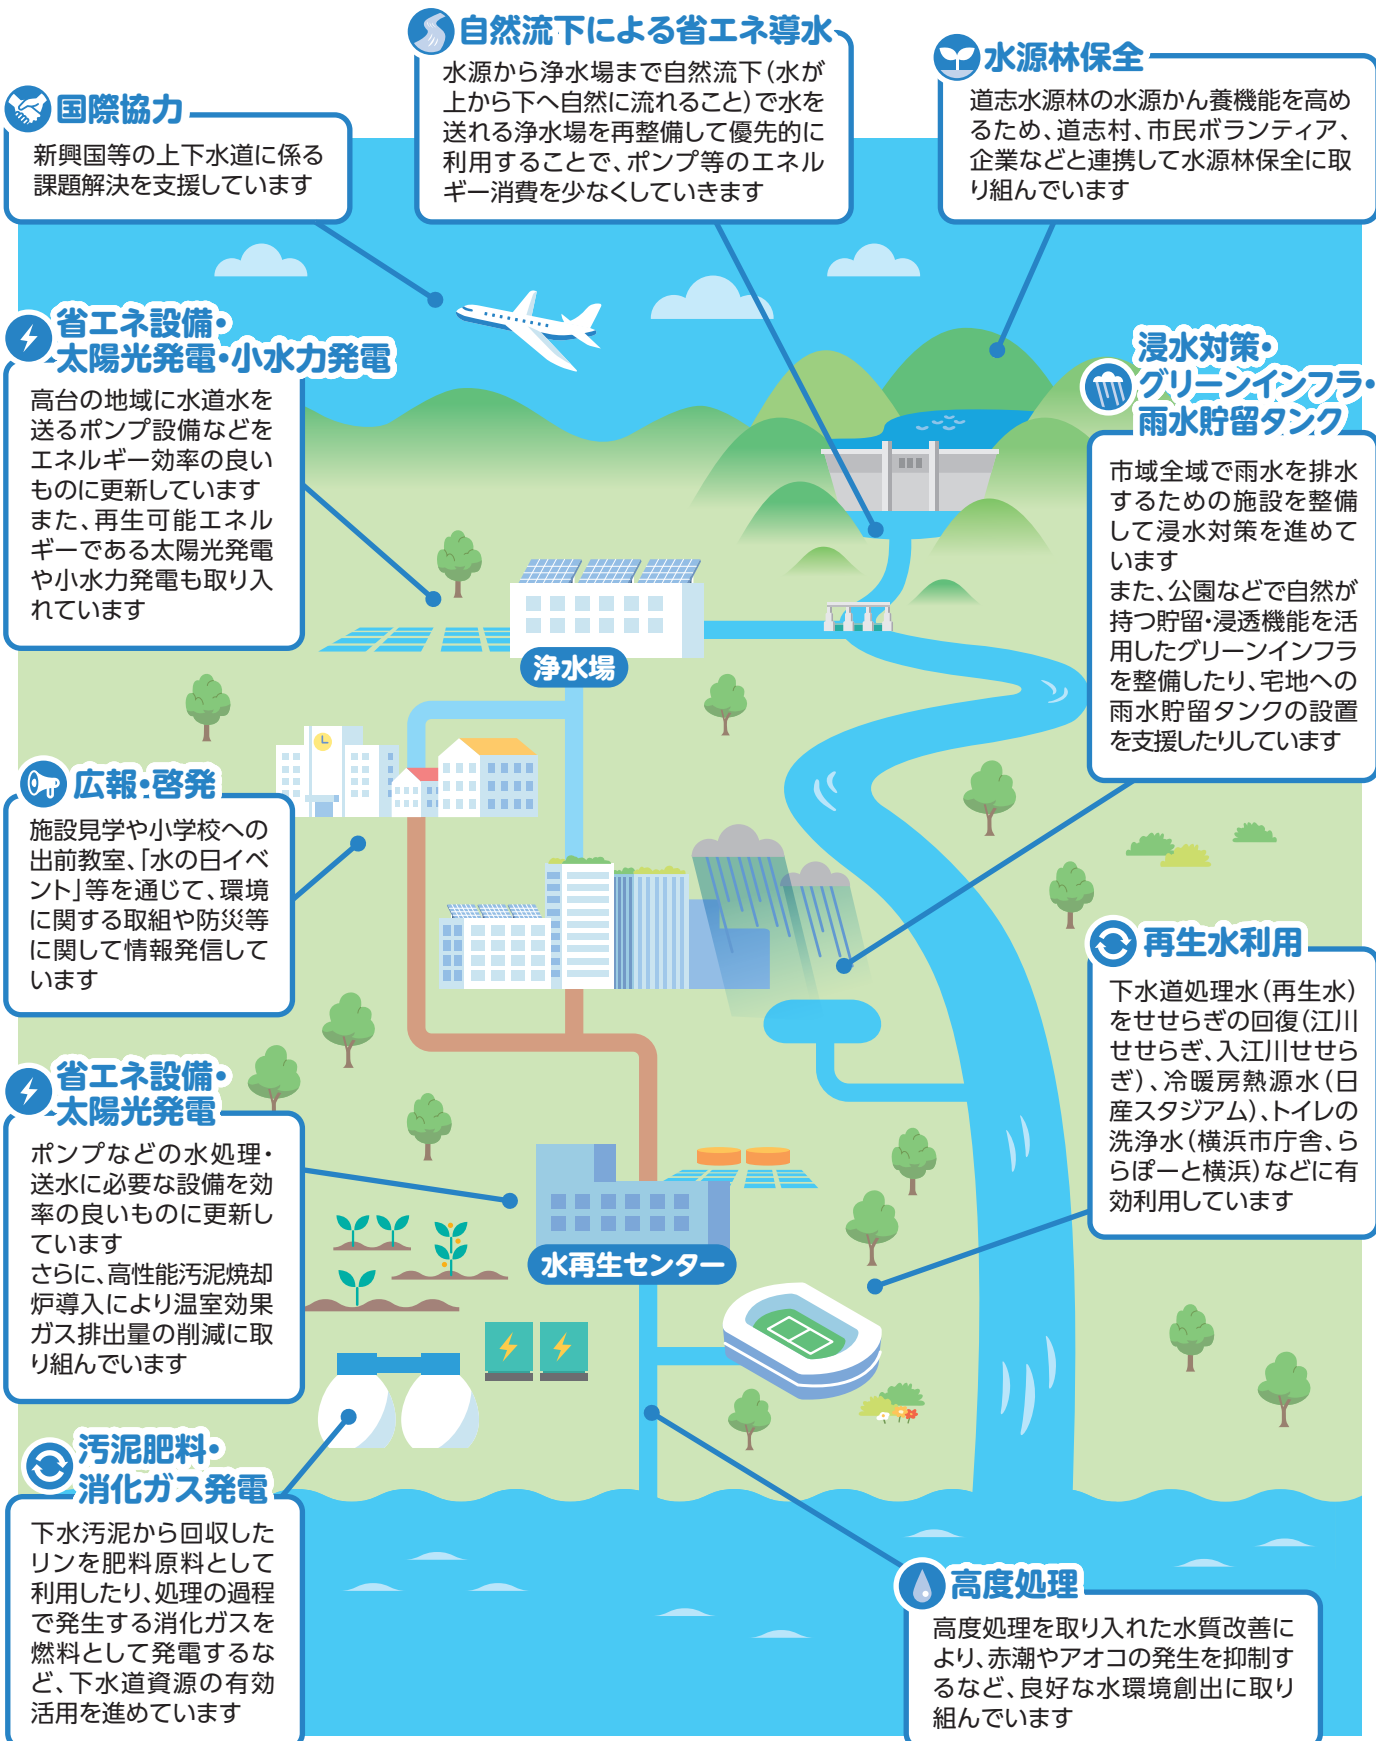 自然流下による省エネ導水
水源から浄水場まで自然流下（水が
上から下へ自然に流れること）で水を
送れる浄水場を再整備して優先的に
利用することで、ポンプ等のエネル
ギー消費を少なくしていきます
水源林保全
道志水源林の水源かん養機能を高め
るため、道志村、市民ボランティア、
企業などと連携して水源林保全に取
り組んでいます
国際協力
新興国等の上下水道に係る
課題解決を支援しています
省エネ設備・
太陽光発電・小水力発電
高台の地域に水道水を
送るポンプ設備などを
エネルギー効率の良い
ものに更新しています
また、再生可能エネル
ギーである太陽光発電
や小水力発電も取り入
れています
浸水対策・
グリーンインフラ・
雨水貯留タンク
市域全域で雨水を排水
するための施設を整備
して浸水対策を進めて
います
また、公園などで自然が
持つ貯留・浸透機能を活
用したグリーンインフラ
を整備したり、宅地への
雨水貯留タンクの設置
を支援したりしています
浄水場
広報・啓発
施設見学や小学校への
出前教室、「水の日イベ
ント」等を通じて、環境
に関する取組や防災等
に関して情報発信して
います
再生水利用
下水道処理水（再生水）
をせせらぎの回復（江川
せせらぎ、入江川せせら
ぎ）、冷暖房熱源水（日
産スタジアム）、トイレの
洗浄水（横浜市庁舎、ら
らぽーと横浜）などに有
効利用しています
省エネ設備・
太陽光発電
ポンプなどの水処理・
送水に必要な設備を効
率の良いものに更新し
ています
さらに、高性能汚泥焼却
炉導入により温室効果
ガス排出量の削減に取
り組んでいます
水再生センター
汚泥肥料・
消化ガス発電
下水汚泥から回収した
リンを肥料原料として
利用したり、処理の過程
で発生する消化ガスを
燃料として発電するな
ど、下水道資源の有効
活用を進めています
高度処理
高度処理を取り入れた水質改善に
より、赤潮やアオコの発生を抑制す
るなど、良好な水環境創出に取り
組んでいます